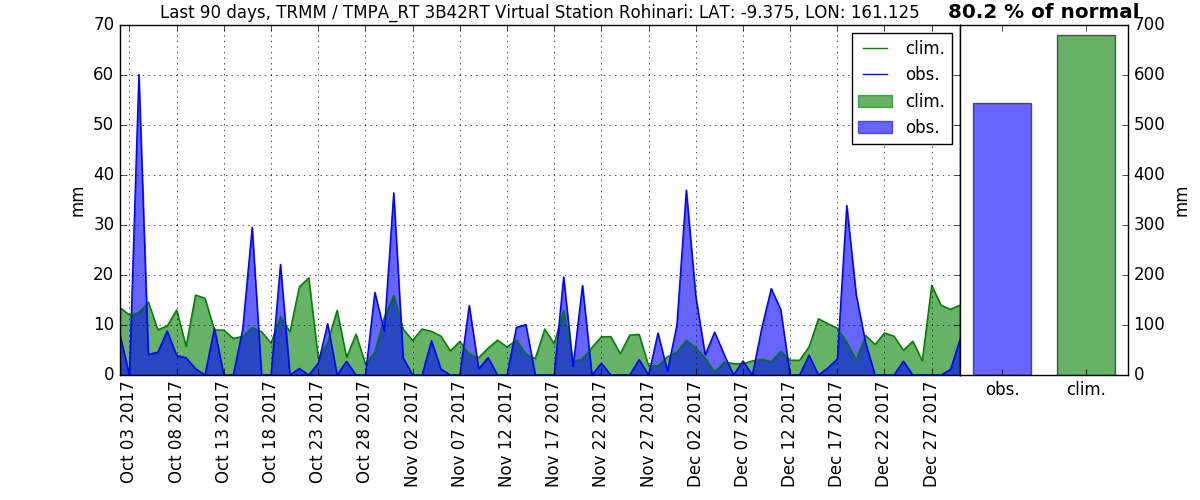 Last 90 days, TRMM / TMPA_RT 3B42RT Virtual Station Rohinari: LAT: -9.375, LON: 161.125
80.2 % of normal
70
60
50
40
30
20
10
0
mm
clim.
obs.
clim.
obs.
700
600
500
400
300
200
100
0
mm
obs.
clim.
Oct 03 2017
Oct 08 2017
Oct 13 2017
Oct 18 2017
Oct 23 2017
Oct 28 2017
Nov 02 2017
Nov 07 2017
Nov 12 2017
Nov 17 2017
Nov 22 2017
Nov 27 2017
Dec 02 2017
Dec 07 2017
Dec 12 2017
Dec 17 2017
Dec 22 2017
Dec 27 2017